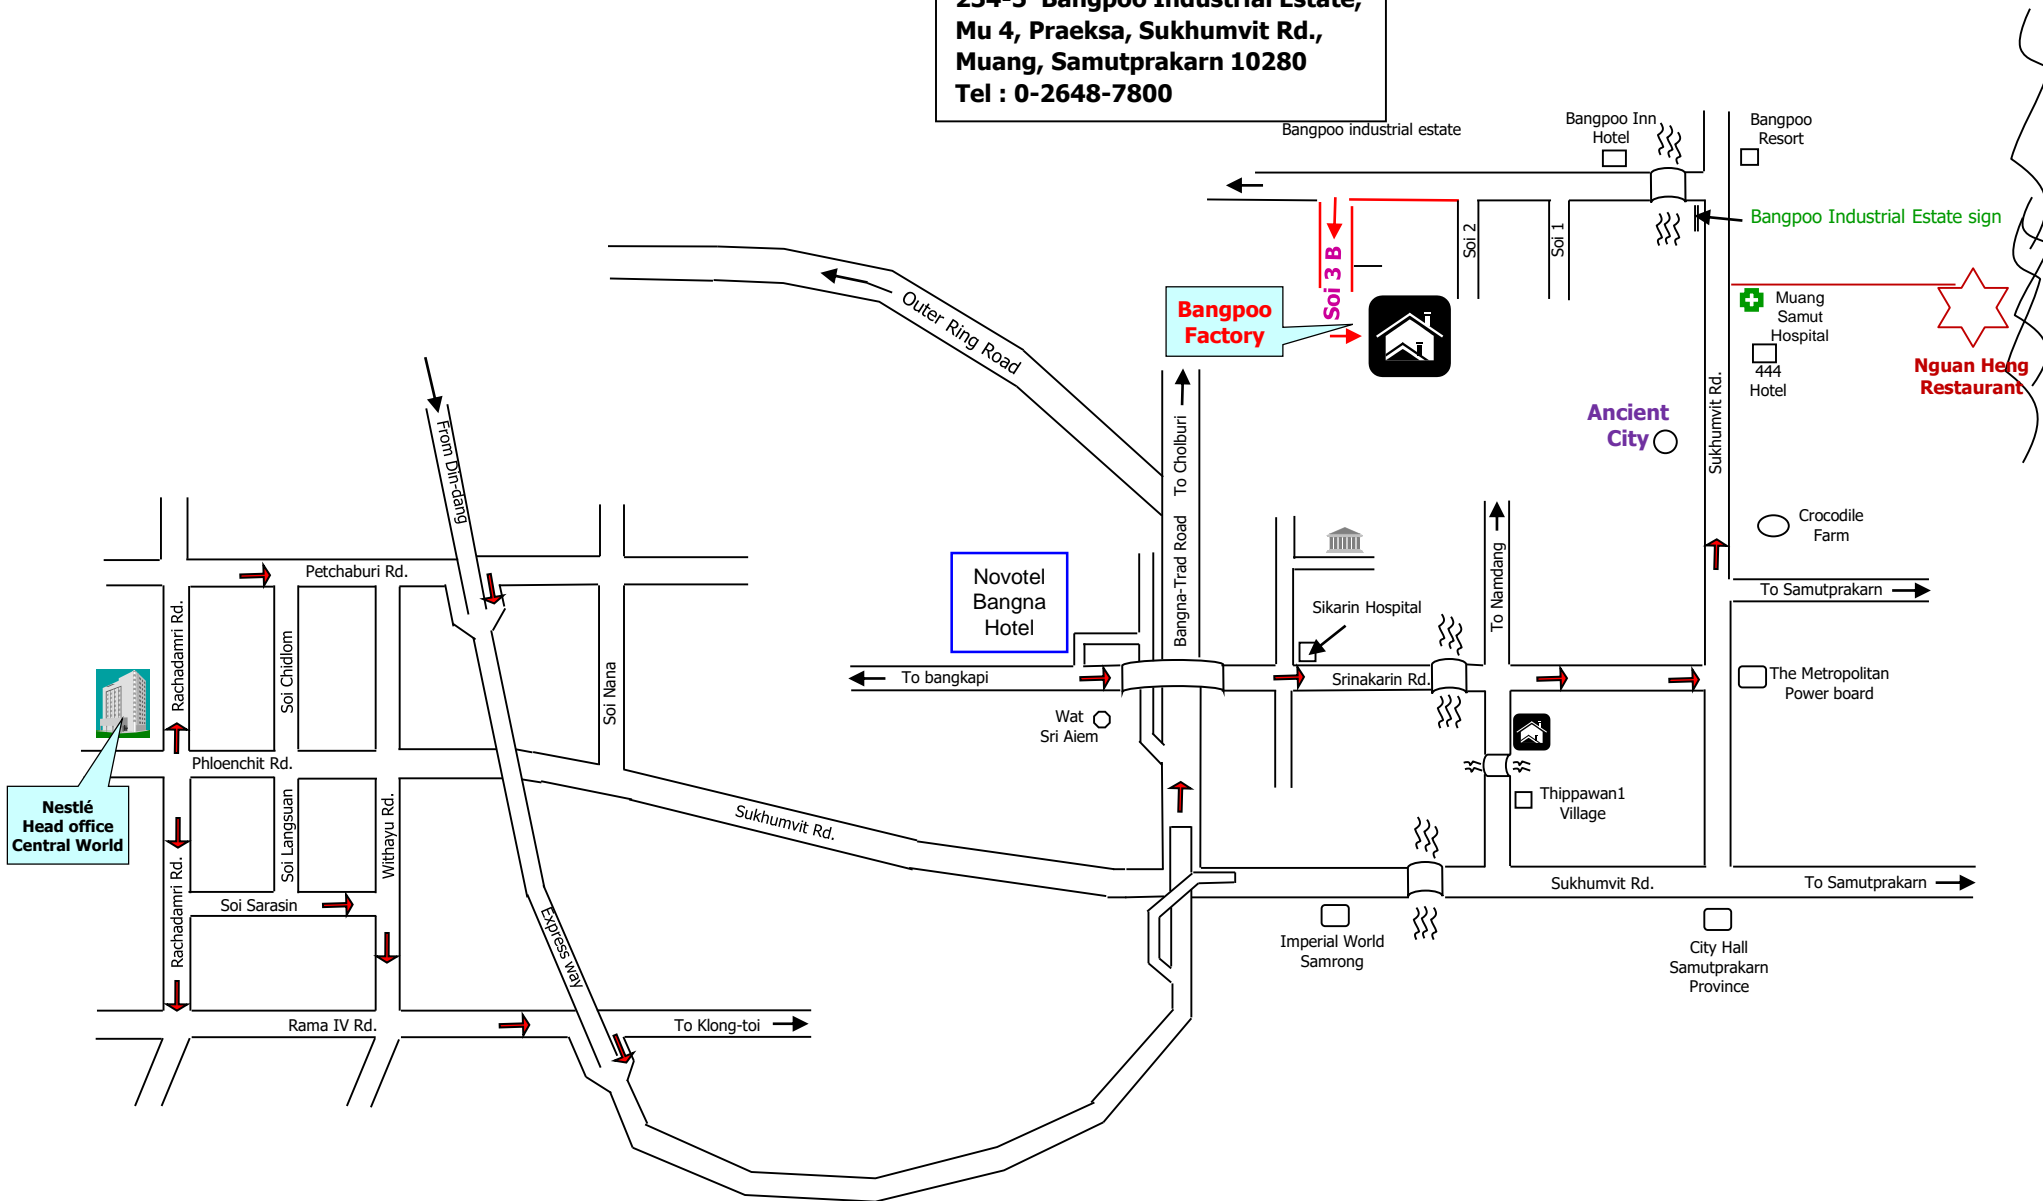 Mu 4, Praeksa, Sukhumvit Rd.,
Muang, Samutprakarn 10280
Tel : 0-2648-7800
Bangpoo industrial estate
Bangpoo Inn
Hotel
Bangpoo
Resort
Bangpoo Industrial Estate sign
Soi 3 B
Soi 2
Soi 1
Bangpoo
Factory
Muang
Samut
Hospital
444
Hotel
Nguan Heng
Restaurant
Outer Ring Road
Ancient
City
Sukhumvit Rd.
To Cholburi
Bangna-Trad Road
From Din-dang
Crocodile
Farm
Petchaburi Rd.
Novotel
Bangna
Hotel
To Namdang
To Samutprakarn
Sikarin Hospital
Rachadamri Rd.
Soi Chidlom
Soi Nana
To bangkapi
Srinakarin Rd.
The Metropolitan
Power board
Wat
Sri Aiem
Phloenchit Rd.
Nestlé
Head office
Central World
Soi Langsuan
Withayu Rd.
Sukhumvit Rd.
Thippawan1
Village
Rachadamri Rd.
Soi Sarasin
Express way
Sukhumvit Rd.
To Samutprakarn
Imperial World
Samrong
City Hall
Samutprakarn
Province
Rama IV Rd.
To Klong-toi